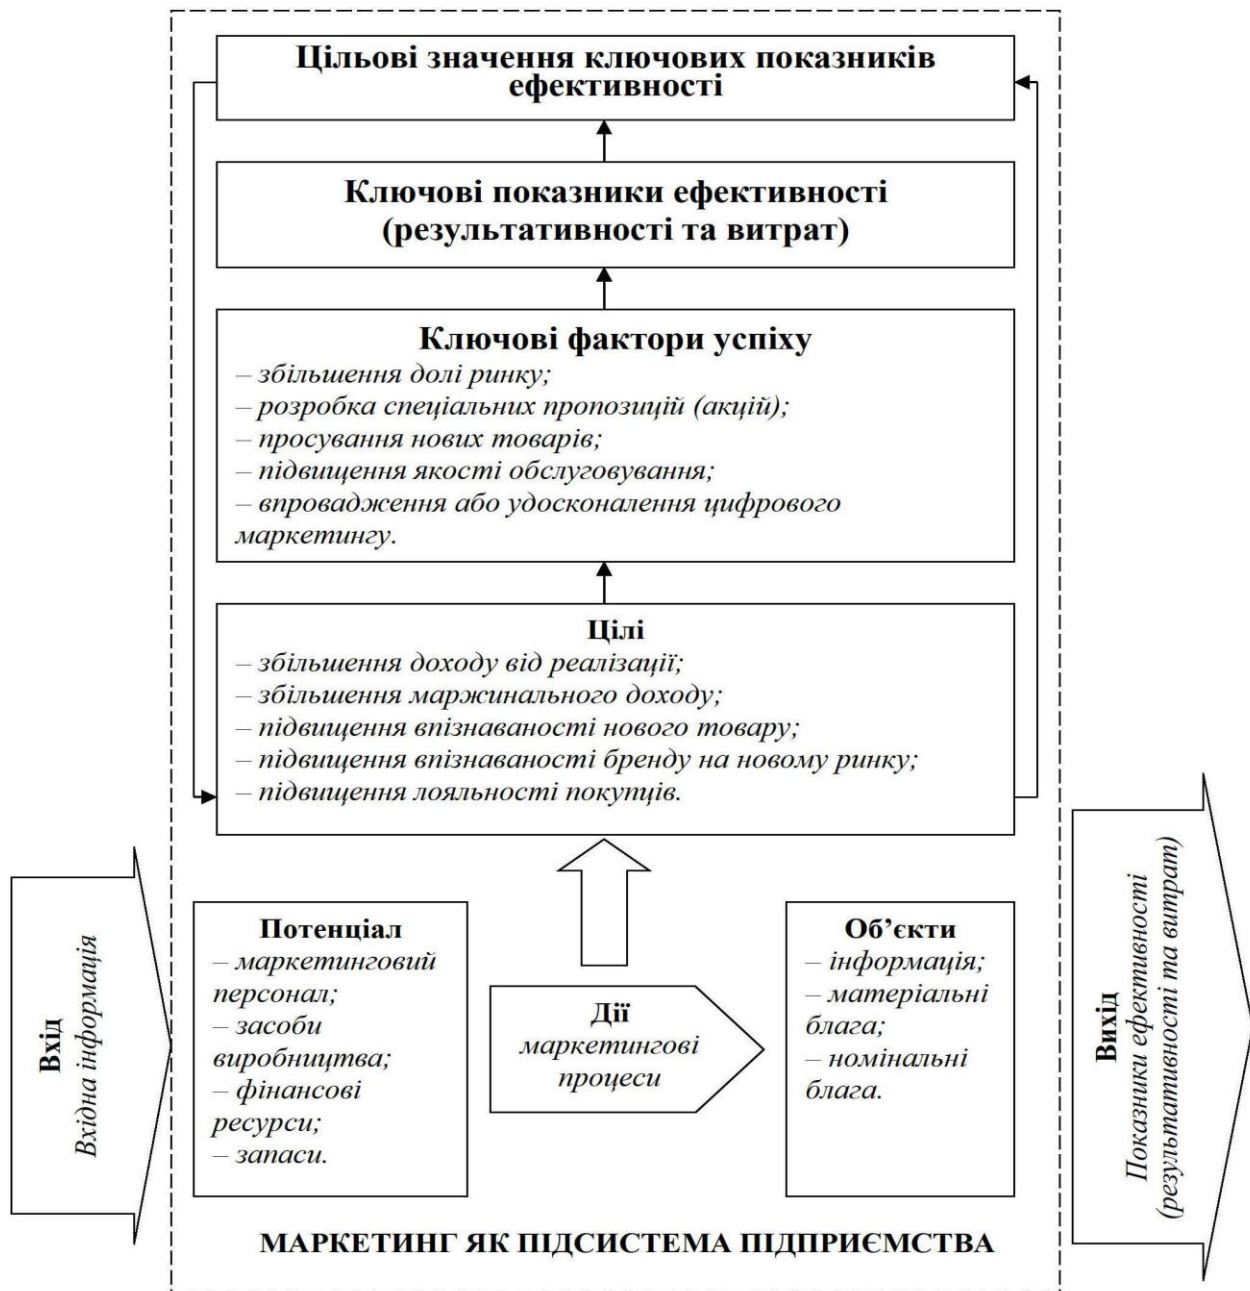 Цільові значення ключових показників
ефективності
Ключові показники ефективності
(результативності та витрат)
Ключові фактори успіху
– збільшення долі ринку;
– розробка спеціальних пропозицій (акцій);
– просування нових товарів;
– підвищення якості обслуговування;
– впровадження або удосконалення цифрового
маркетингу.
Цілі
– збільшення доходу від реалізації;
– збільшення маржинального доходу;
– підвищення впізнаваності нового товару;
– підвищення впізнаваності бренду на новому ринку;
– підвищення лояльності покупців.
Вхід
Вхідна інформація
Потенціал
– маркетинговий
персонал;
– засоби
виробництва;
– фінансові
ресурси;
– запаси.
Дії
маркетингові
процеси
Об’єкти
– інформація;
– матеріальні
блага;
– номінальні
блага.
Вихід
Показники ефективності
(результативності та витрат)
МАРКЕТИНГ ЯК ПІДСИСТЕМА ПІДПРИЄМСТВА